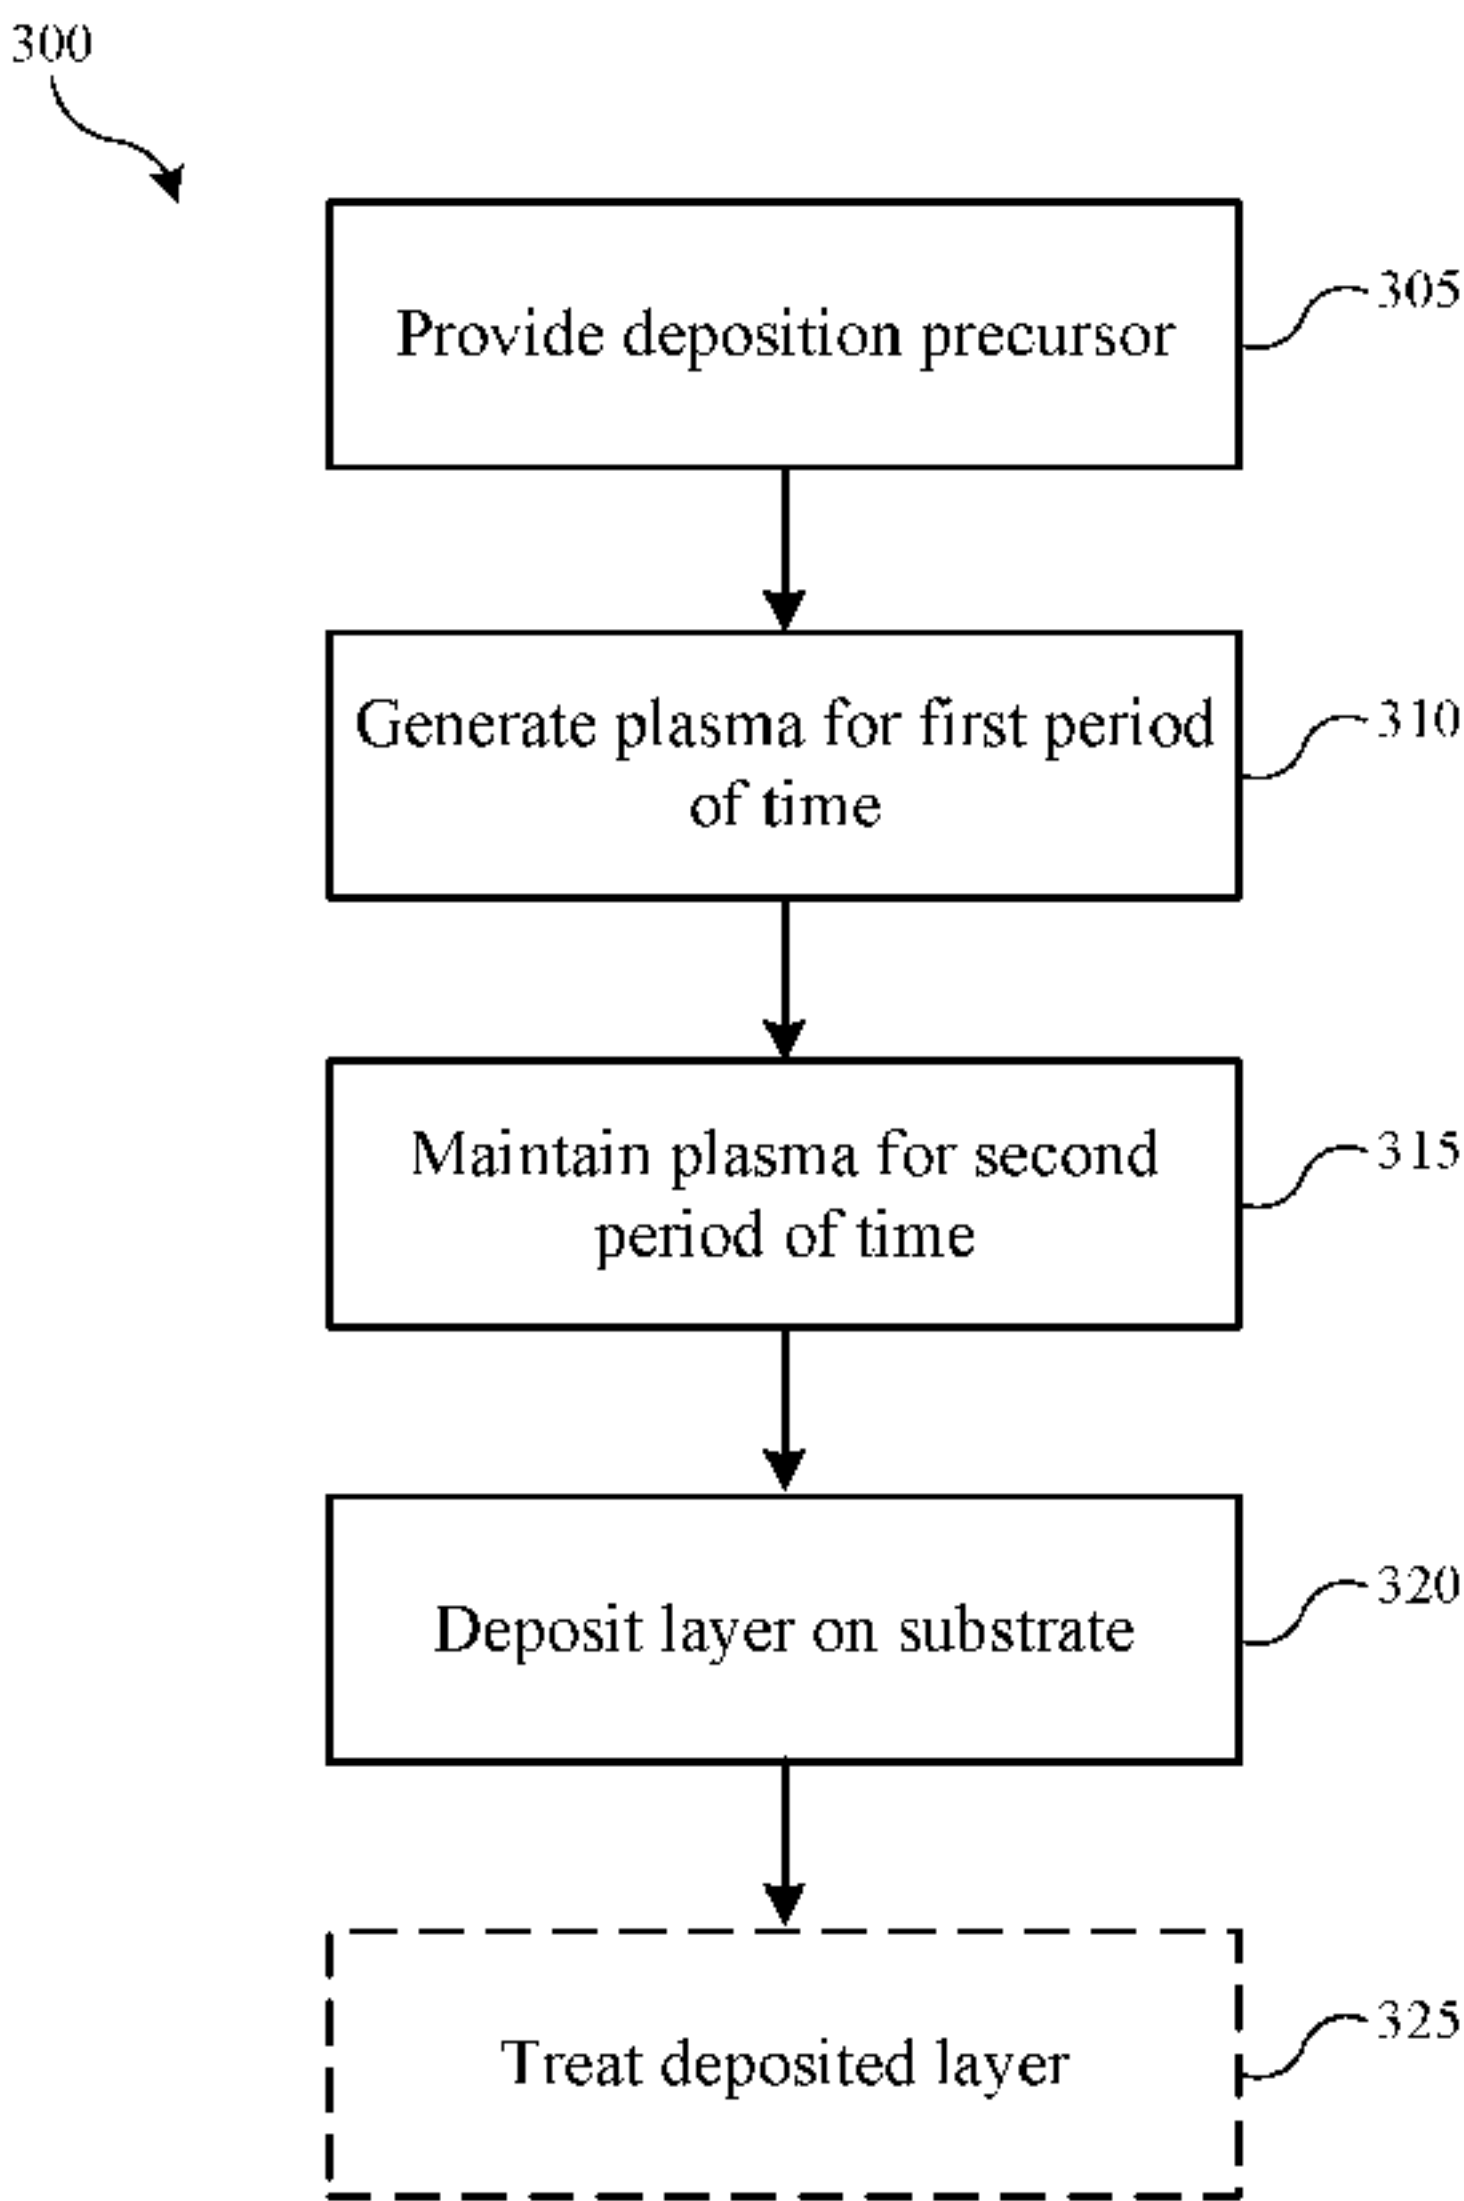 300
Provide deposition precursor
305
Generate plasma for first period
of time
310
Maintain plasma for second
period of time
315
Deposit layer on substrate
320
Treat deposited layer
325